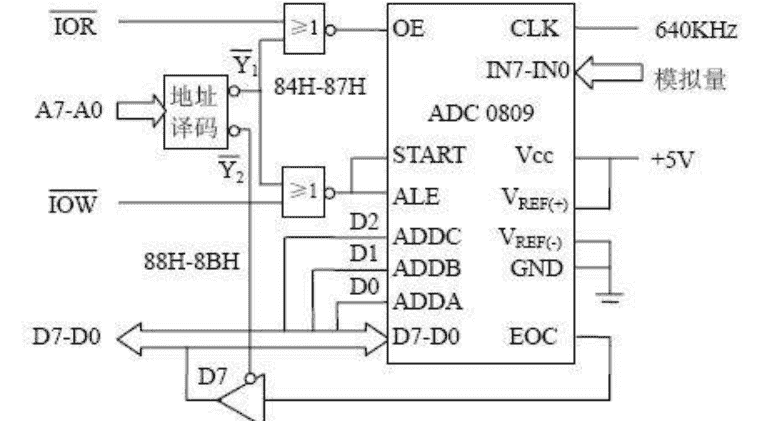 IOR
≥1
OE
CLK
640KHz
Y1
84H-87H
IN7-IN0
模拟量
A7-A0
地址
译码
ADC 0809
START
Vcc
+5V
Y2
IOW
≥1
ALE
VREF(+)
D2
ADDC
VREF(-)
88H-8BH
D1
ADDB
GND
D0
ADDA
D7-D0
D7-D0
EOC
D7